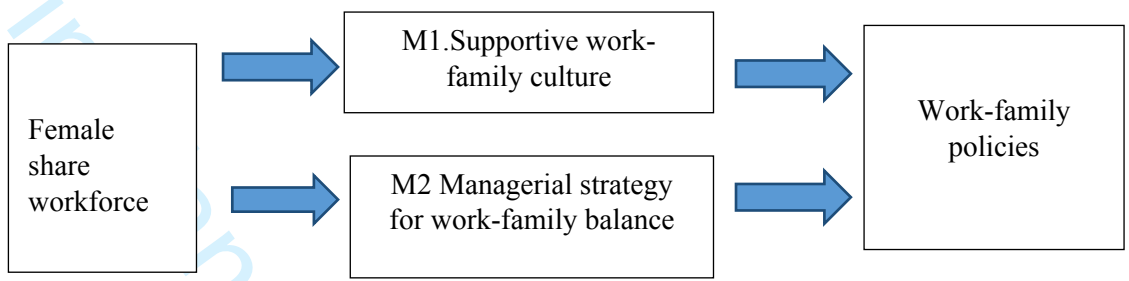 Female
share
workforce
M1.Supportive work-
family culture
M2 Managerial strategy
for work-family balance
Work-family
policies